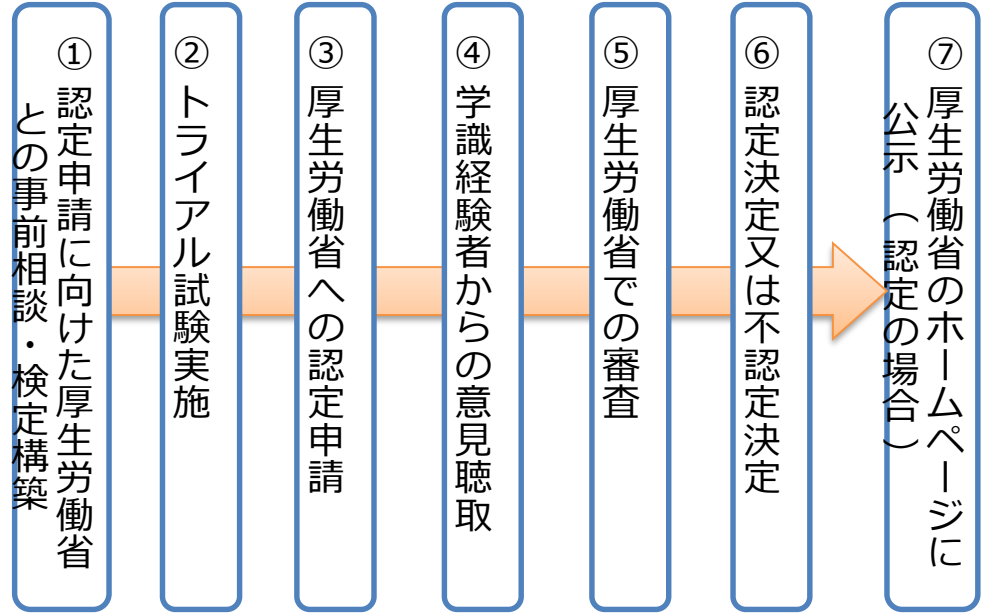 ① 認定申請に向けた厚生労働省
との事前相談・検定構築
② トライアル試験実施
③ 厚生労働省への認定申請
④ 学識経験者からの意見聴取
⑤ 厚生労働省での審査
⑥ 認定決定又は不認定決定
⑦ 厚生労働省のホームページに
公示（認定の場合）